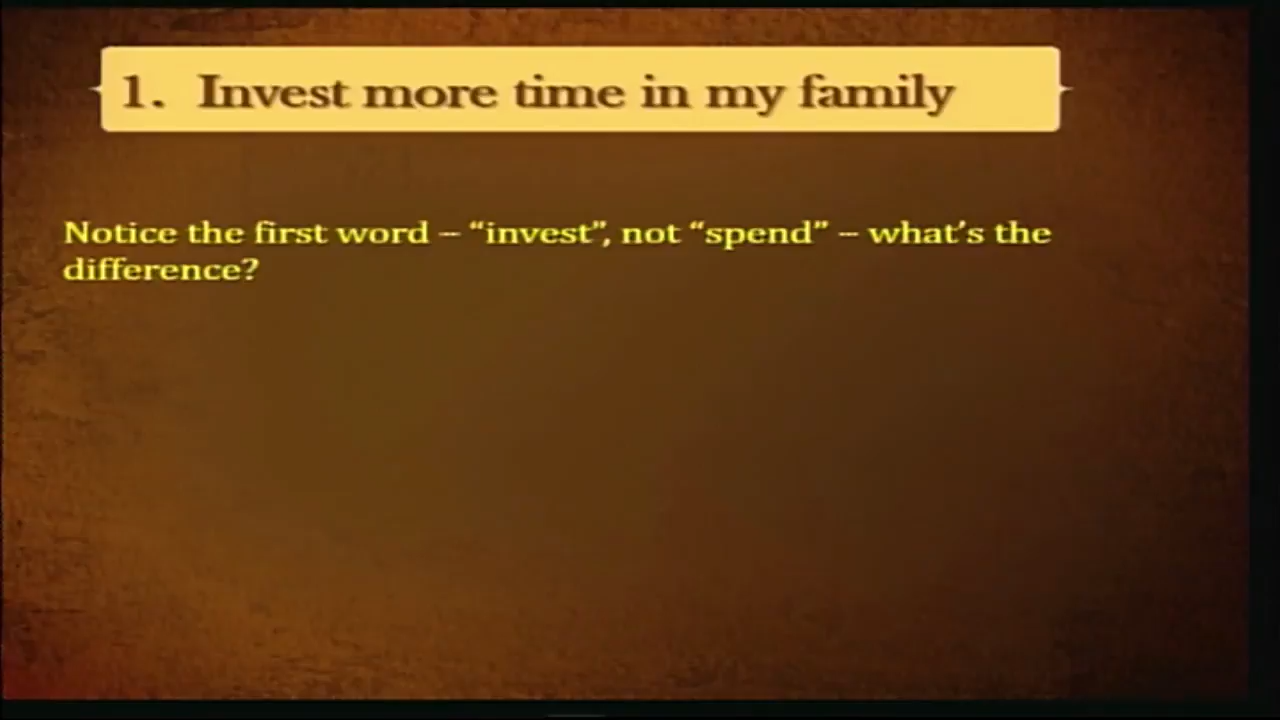 1. Invest more time in my family
Notice the first word – “invest”, not “spend” – what’s the
difference?